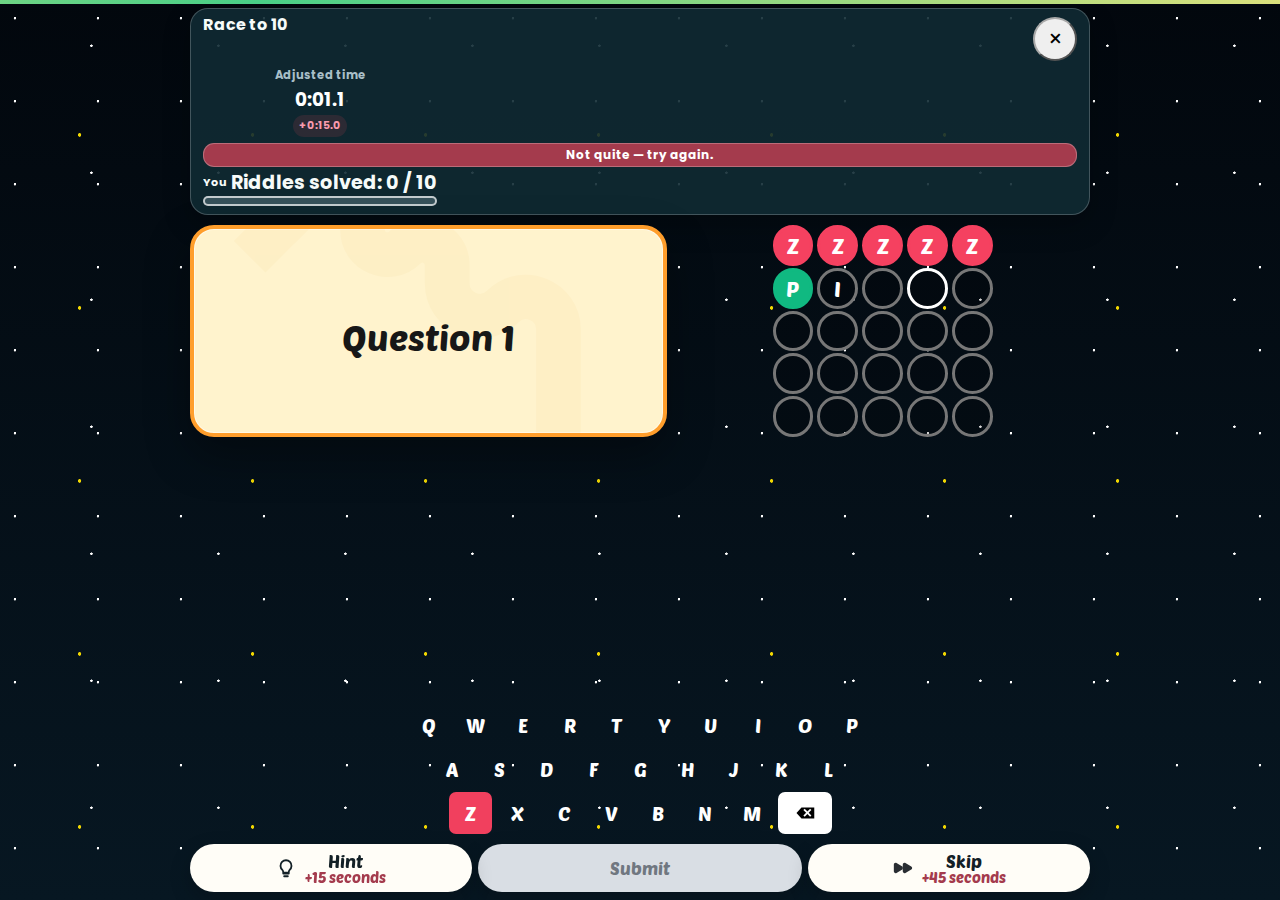 Race to 10
×
Adjusted time
0:01.1
+0:15.0
Not quite — try again.
You Riddles solved: 0 / 10
Question 1
Z Z Z Z Z
P I
Q W E R T Y U I O P
A S D F G H J K L
Z X C V B N M
Hint
+15 seconds
Submit
Skip
+45 seconds